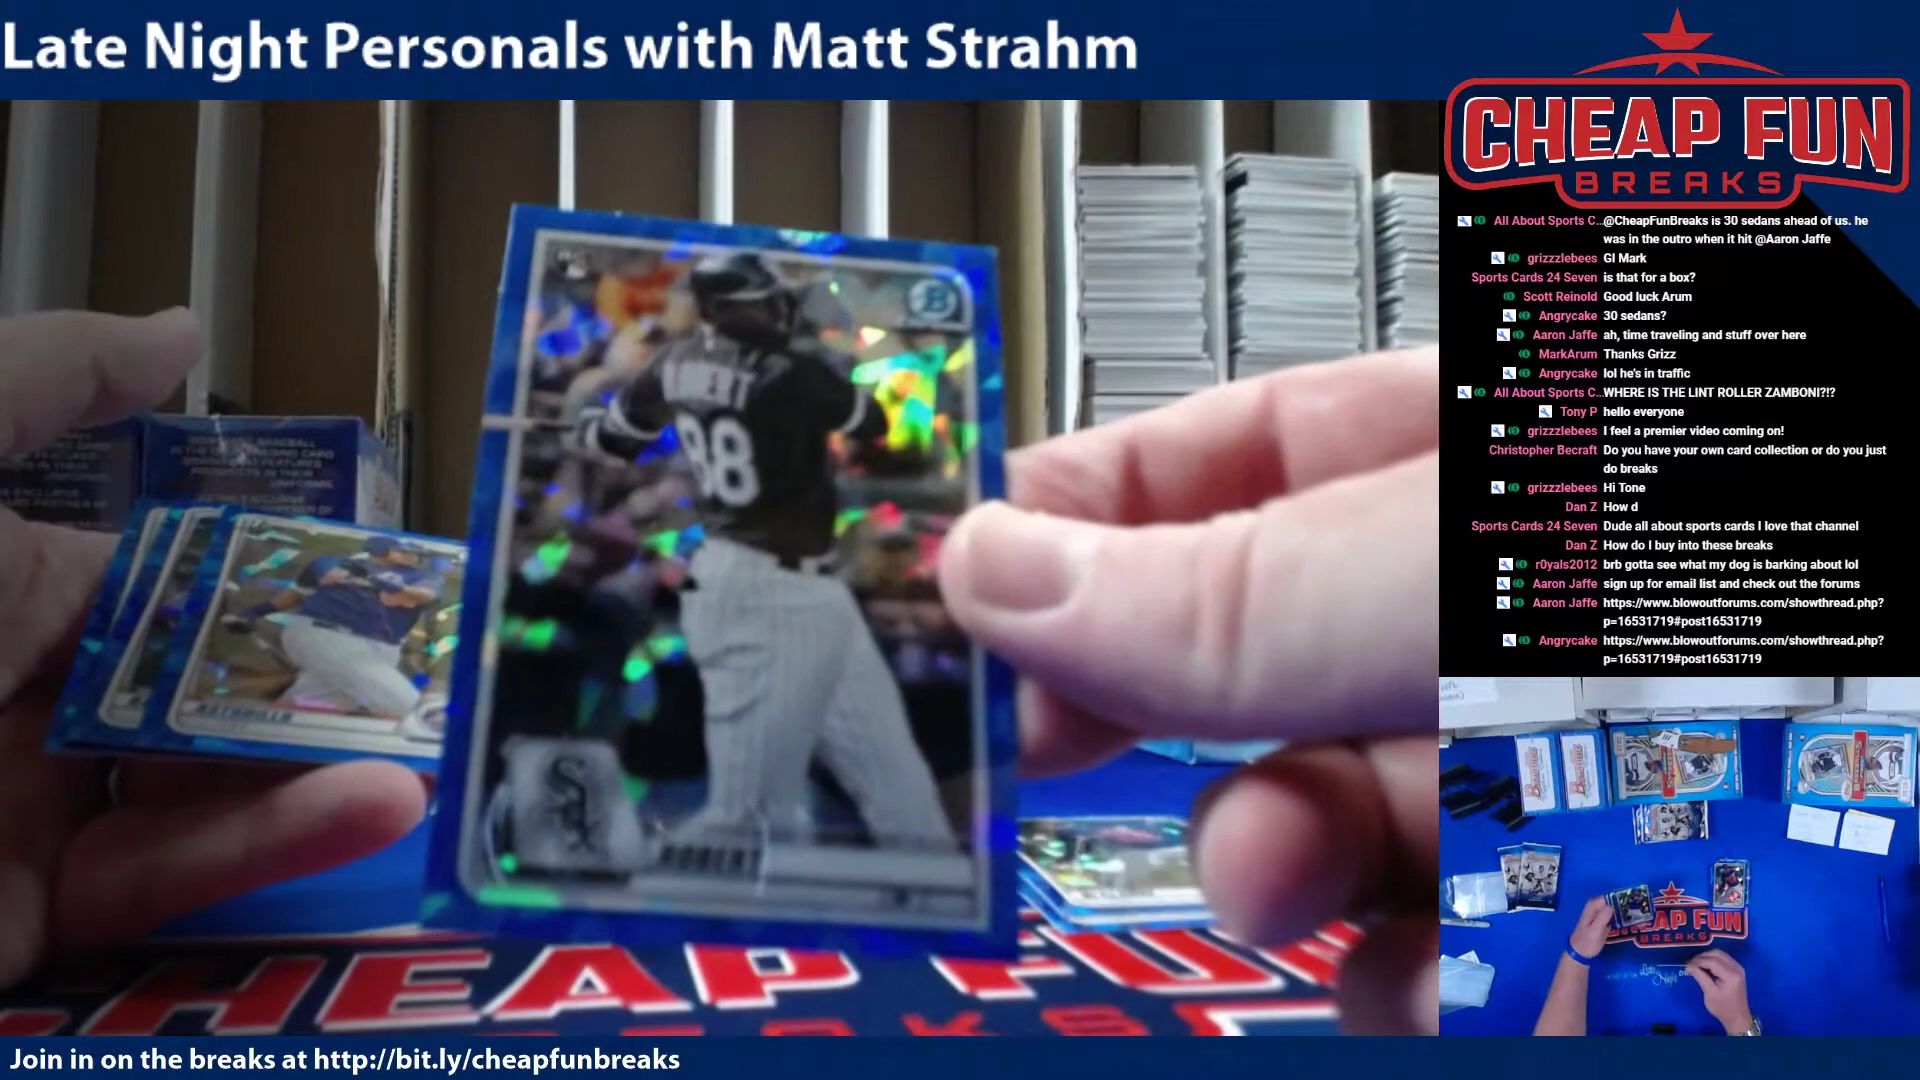 Late Night Personals with Matt Strahm
CHEAP FUN
BREAKS
All About Sports C...@CheapFunBreaks is 30 sedans ahead of us. he
was in the outro when it hit @Aaron Jaffe
grizzzlebees Gl Mark
Sports Cards 24 Seven is that for a box?
Scott Reinold Good luck Arum
Angrycake 30 sedans?
Aaron Jaffe ah, time traveling and stuff over here
MarkArum Thanks Grizz
Angrycake lol he's in traffic
All About Sports C...WHERE IS THE LINT ROLLER ZAMBONI?!?
Tony P hello everyone
grizzzlebees I feel a premier video coming on!
Christopher Becraft Do you have your own card collection or do you just
do breaks
grizzzlebees Hi Tone
Dan Z How d
Sports Cards 24 Seven Dude all about sports cards I love that channel
Dan Z How do I buy into these breaks
r0yals2012 brb gotta see what my dog is barking about lol
Aaron Jaffe sign up for email list and check out the forums
Aaron Jaffe https://www.blowoutforums.com/showthread.php?
p=16531719#post16531719
Angrycake https://www.blowoutforums.com/showthread.php?
p=16531719#post16531719
B
88
SOX
ROBERT
ASTUDILLO
CHEAP FU
CHEAP FUN
BREAKS
Join in on the breaks at http://bit.ly/cheapfunbreaks